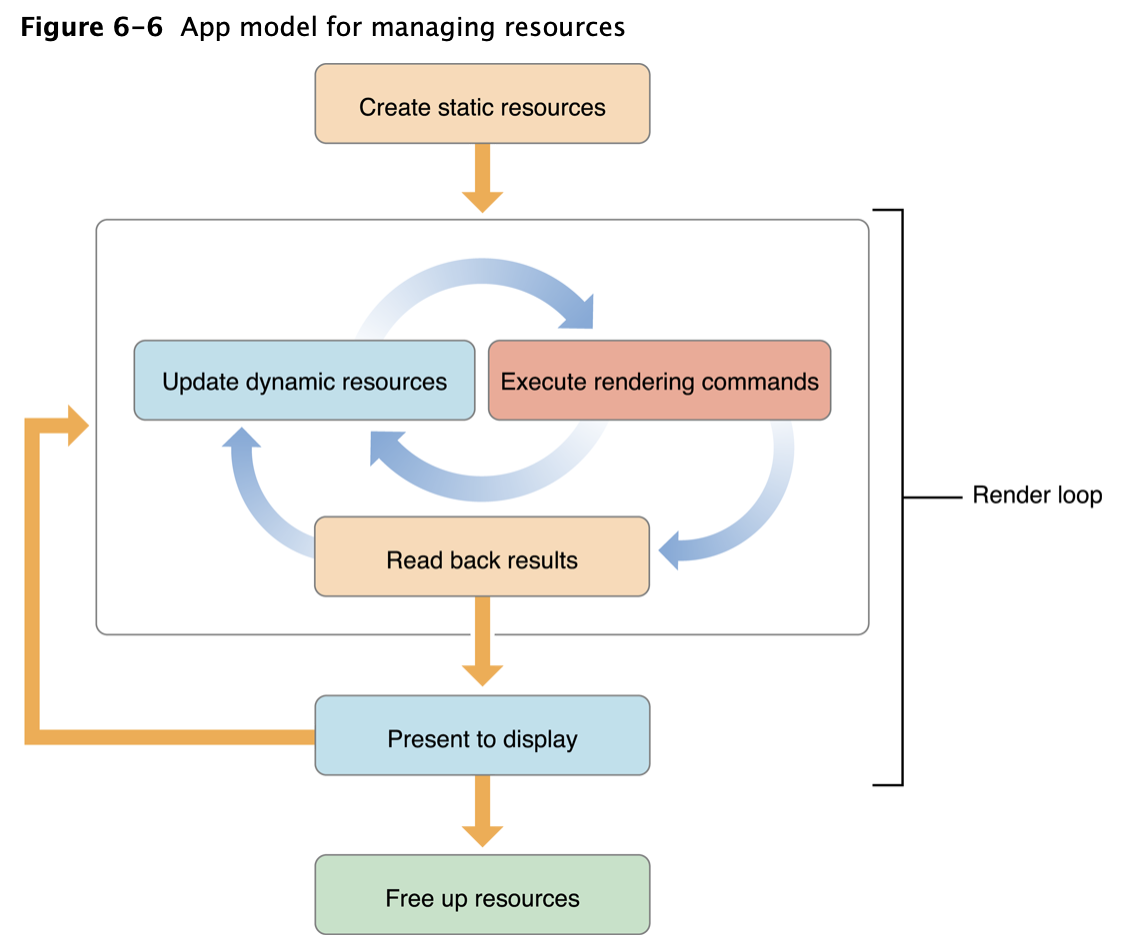 Figure 6–6 App model for managing resources
Create static resources
Update dynamic resources
Execute rendering commands
Read back results
Render loop
Present to display
Free up resources